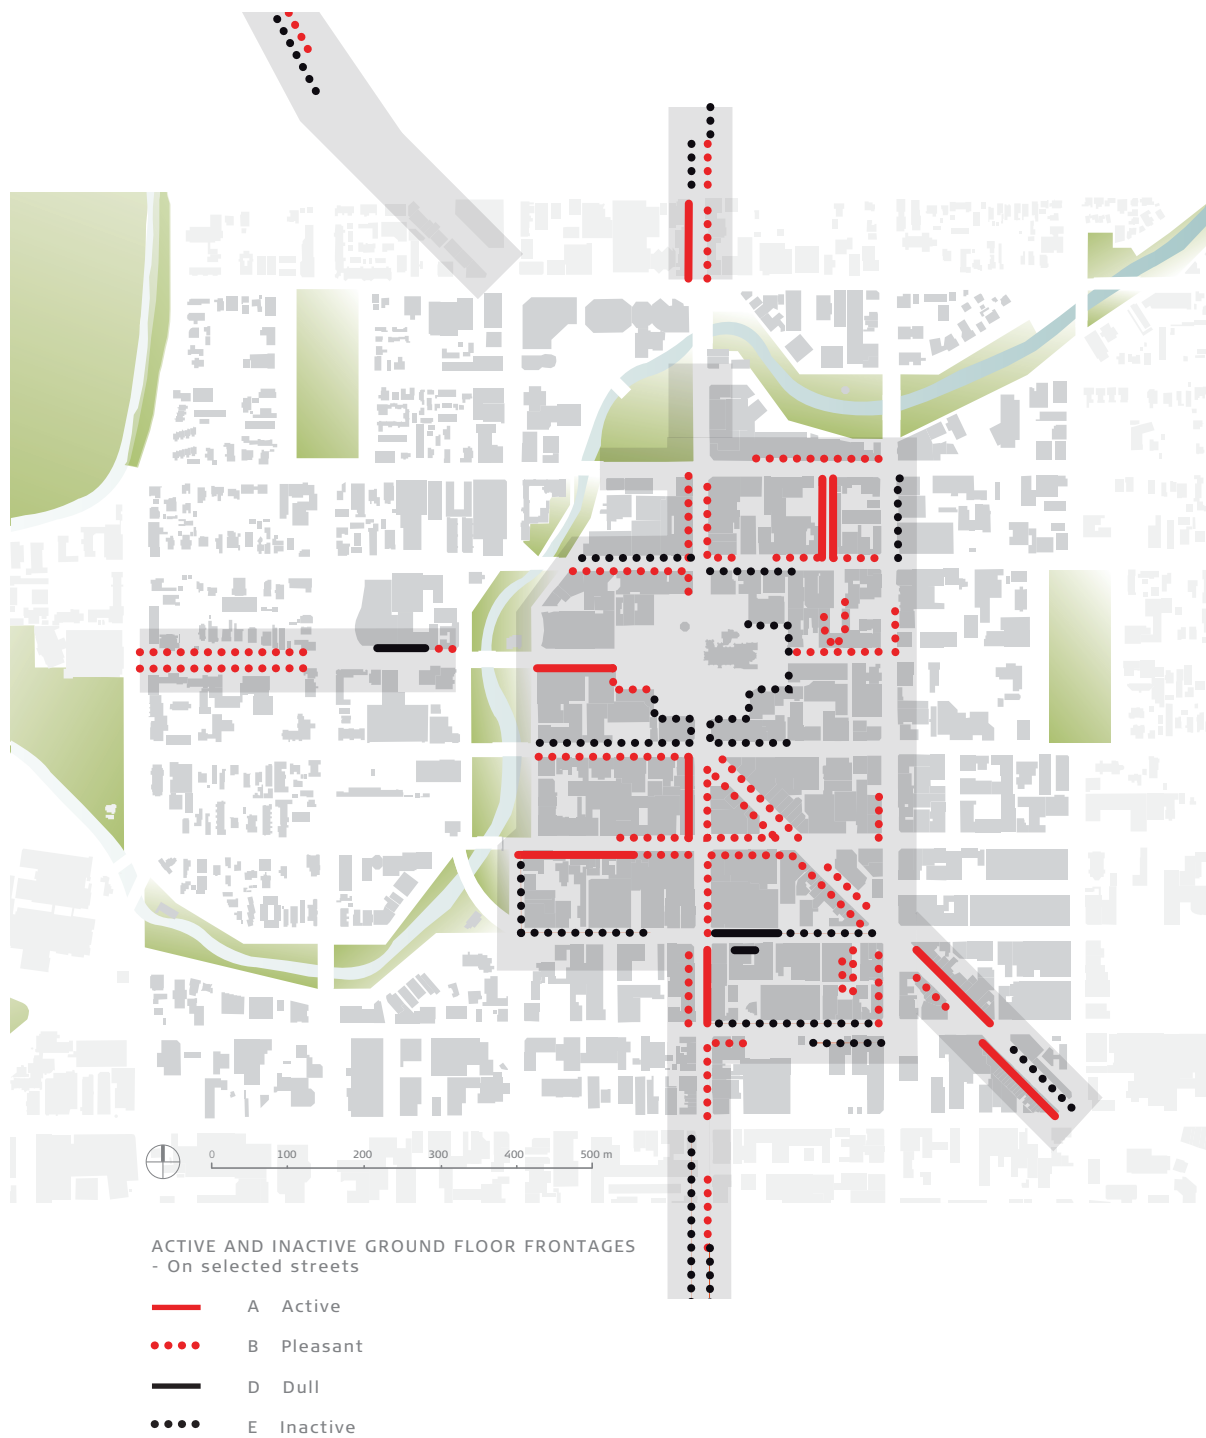 0 100 200 300 400 500 m
ACTIVE AND INACTIVE GROUND FLOOR FRONTAGES
- On selected streets
A Active
B Pleasant
D Dull
E Inactive